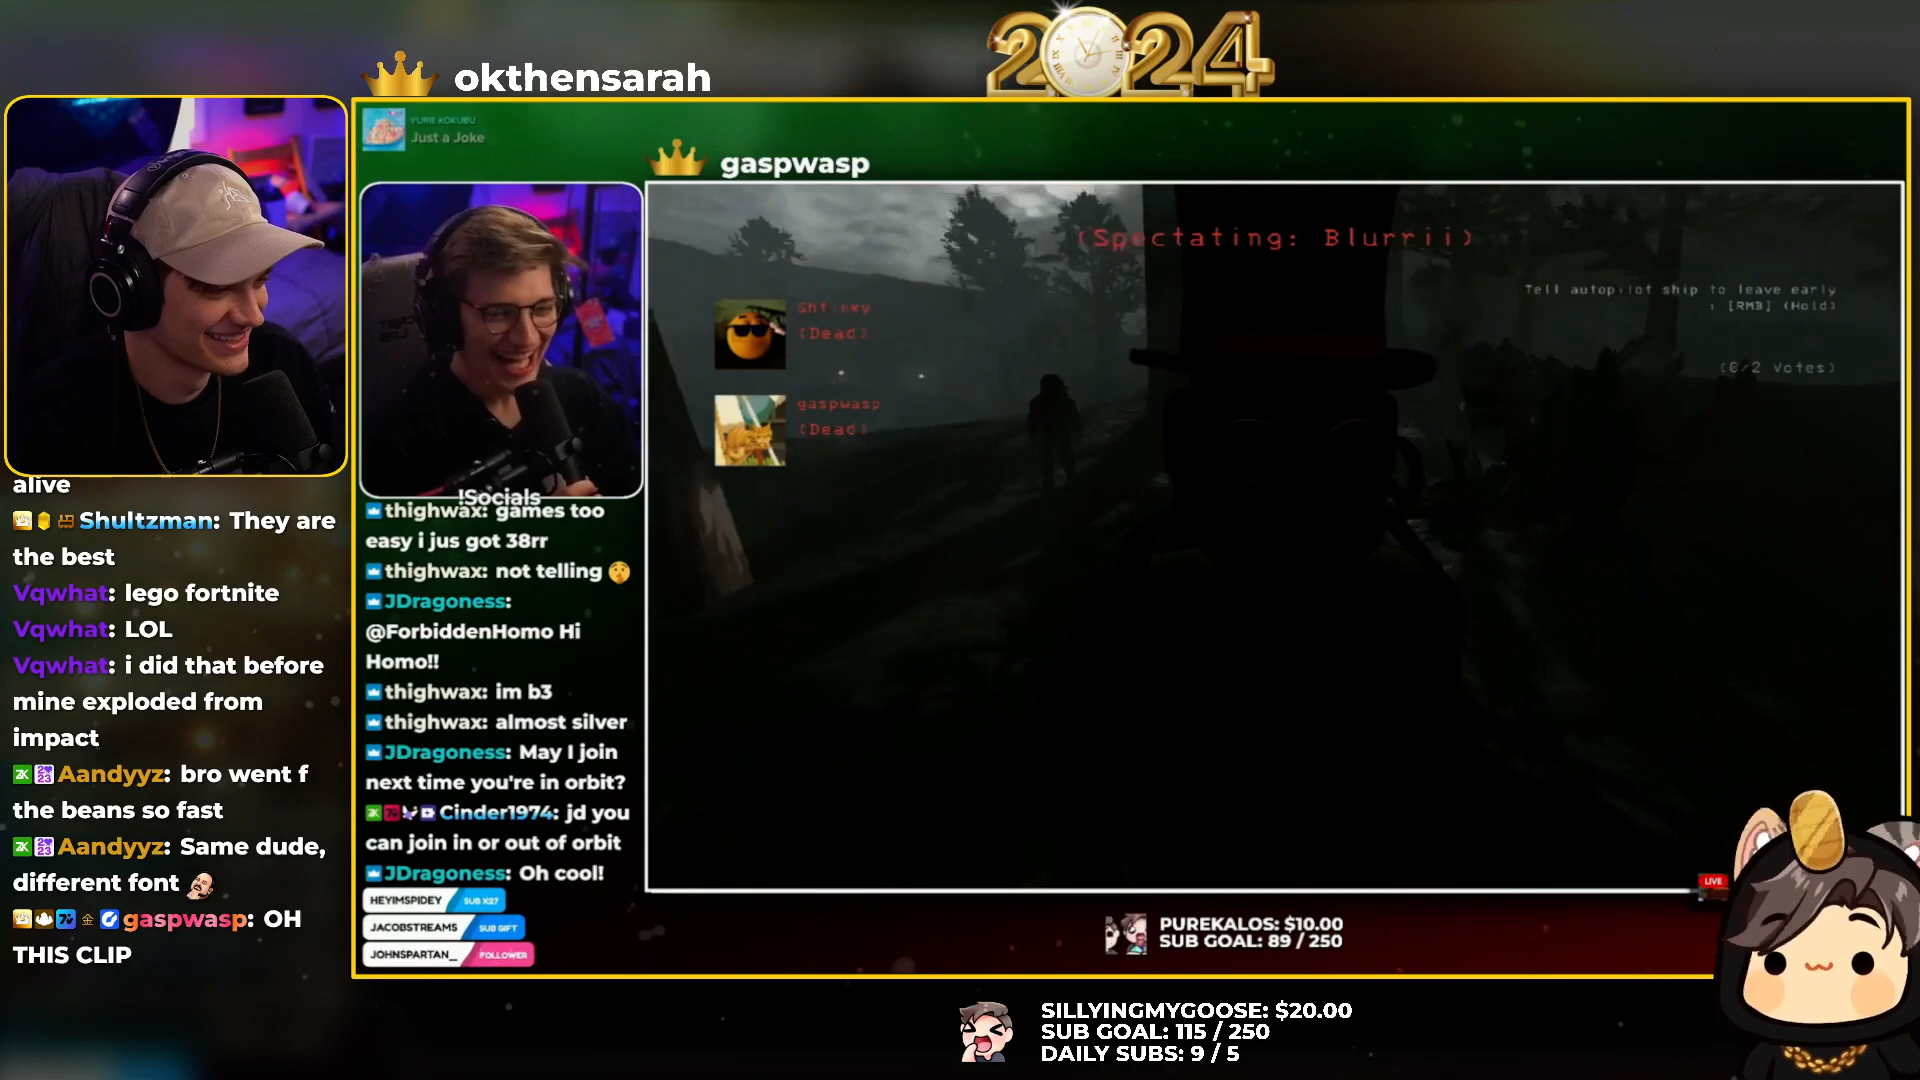 2024
okthensarah
YURIE KOKUBU
Just a Joke
gaspwasp
(Spectating: Blurrii)
Tell autopilot ship to leave early
: [RMB] (Hold)
(0/2 Votes)
(Dead)
gaspwasp
(Dead)
!Socials
alive
Shultzman: They are
the best
Vqwhat: lego fortnite
Vqwhat: LOL
Vqwhat: i did that before
mine exploded from
impact
Aandyyz: bro went f
the beans so fast
Aandyyz: Same dude,
different font
gaspwasp: OH
THIS CLIP
thighwax: games too
easy i jus got 38rr
thighwax: not telling
JDragoness:
@ForbiddenHomo Hi
Homo!!
thighwax: im b3
thighwax: almost silver
JDragoness: May I join
next time you're in orbit?
Cinder1974: jd you
can join in or out of orbit
JDragoness: Oh cool!
HEYIMSPIDEY SUB X27
JACOBSTREAMS SUB GIFT
JOHNSPARTAN_ FOLLOWER
LIVE
PUREKALOS: $10.00
SUB GOAL: 89 / 250
SILLYINGMYGOOSE: $20.00
SUB GOAL: 115 / 250
DAILY SUBS: 9 / 5